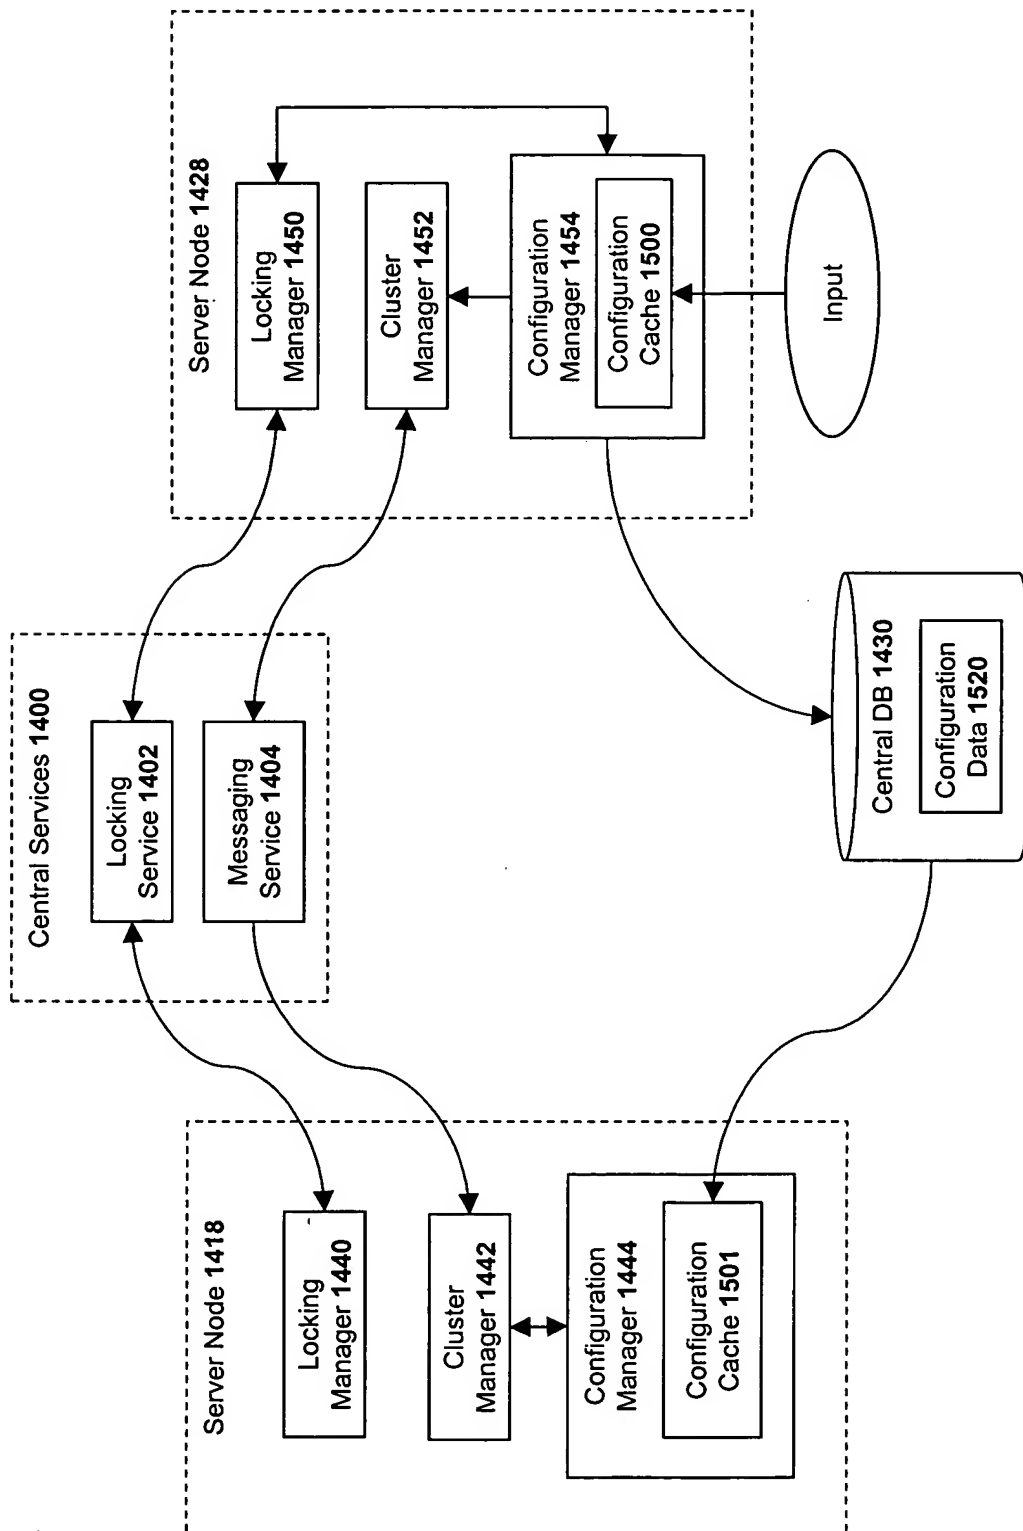 Central Services 1400
Locking
Service 1402
Messaging
Service 1404
Server Node 1418
Locking
Manager 1440
Cluster
Manager 1442
Configuration
Manager 1444
Configuration
Cache 1501
Server Node 1428
Locking
Manager 1450
Cluster
Manager 1452
Configuration
Manager 1454
Configuration
Cache 1500
Central DB 1430
Configuration
Data 1520
Input